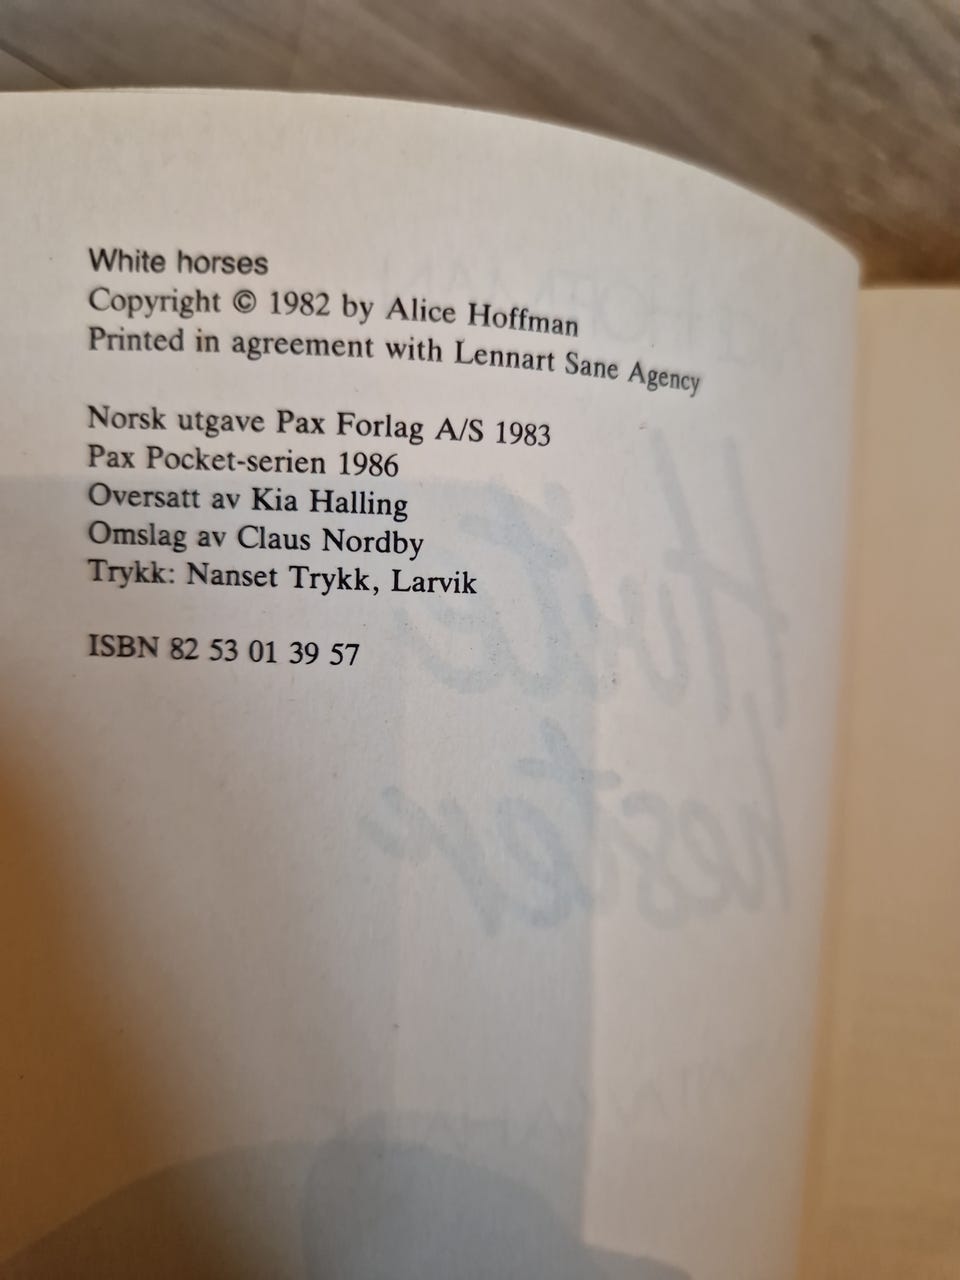 White horses
Copyright © 1982 by Alice Hoffman
Printed in agreement with Lennart Sane Agency
Norsk utgave Pax Forlag A/S 1983
Pax Pocket-serien 1986
Oversatt av Kia Halling
Omslag av Claus Nordby
Trykk: Nanset Trykk, Larvik
ISBN 82 53 01 39 57
Hvite
hester